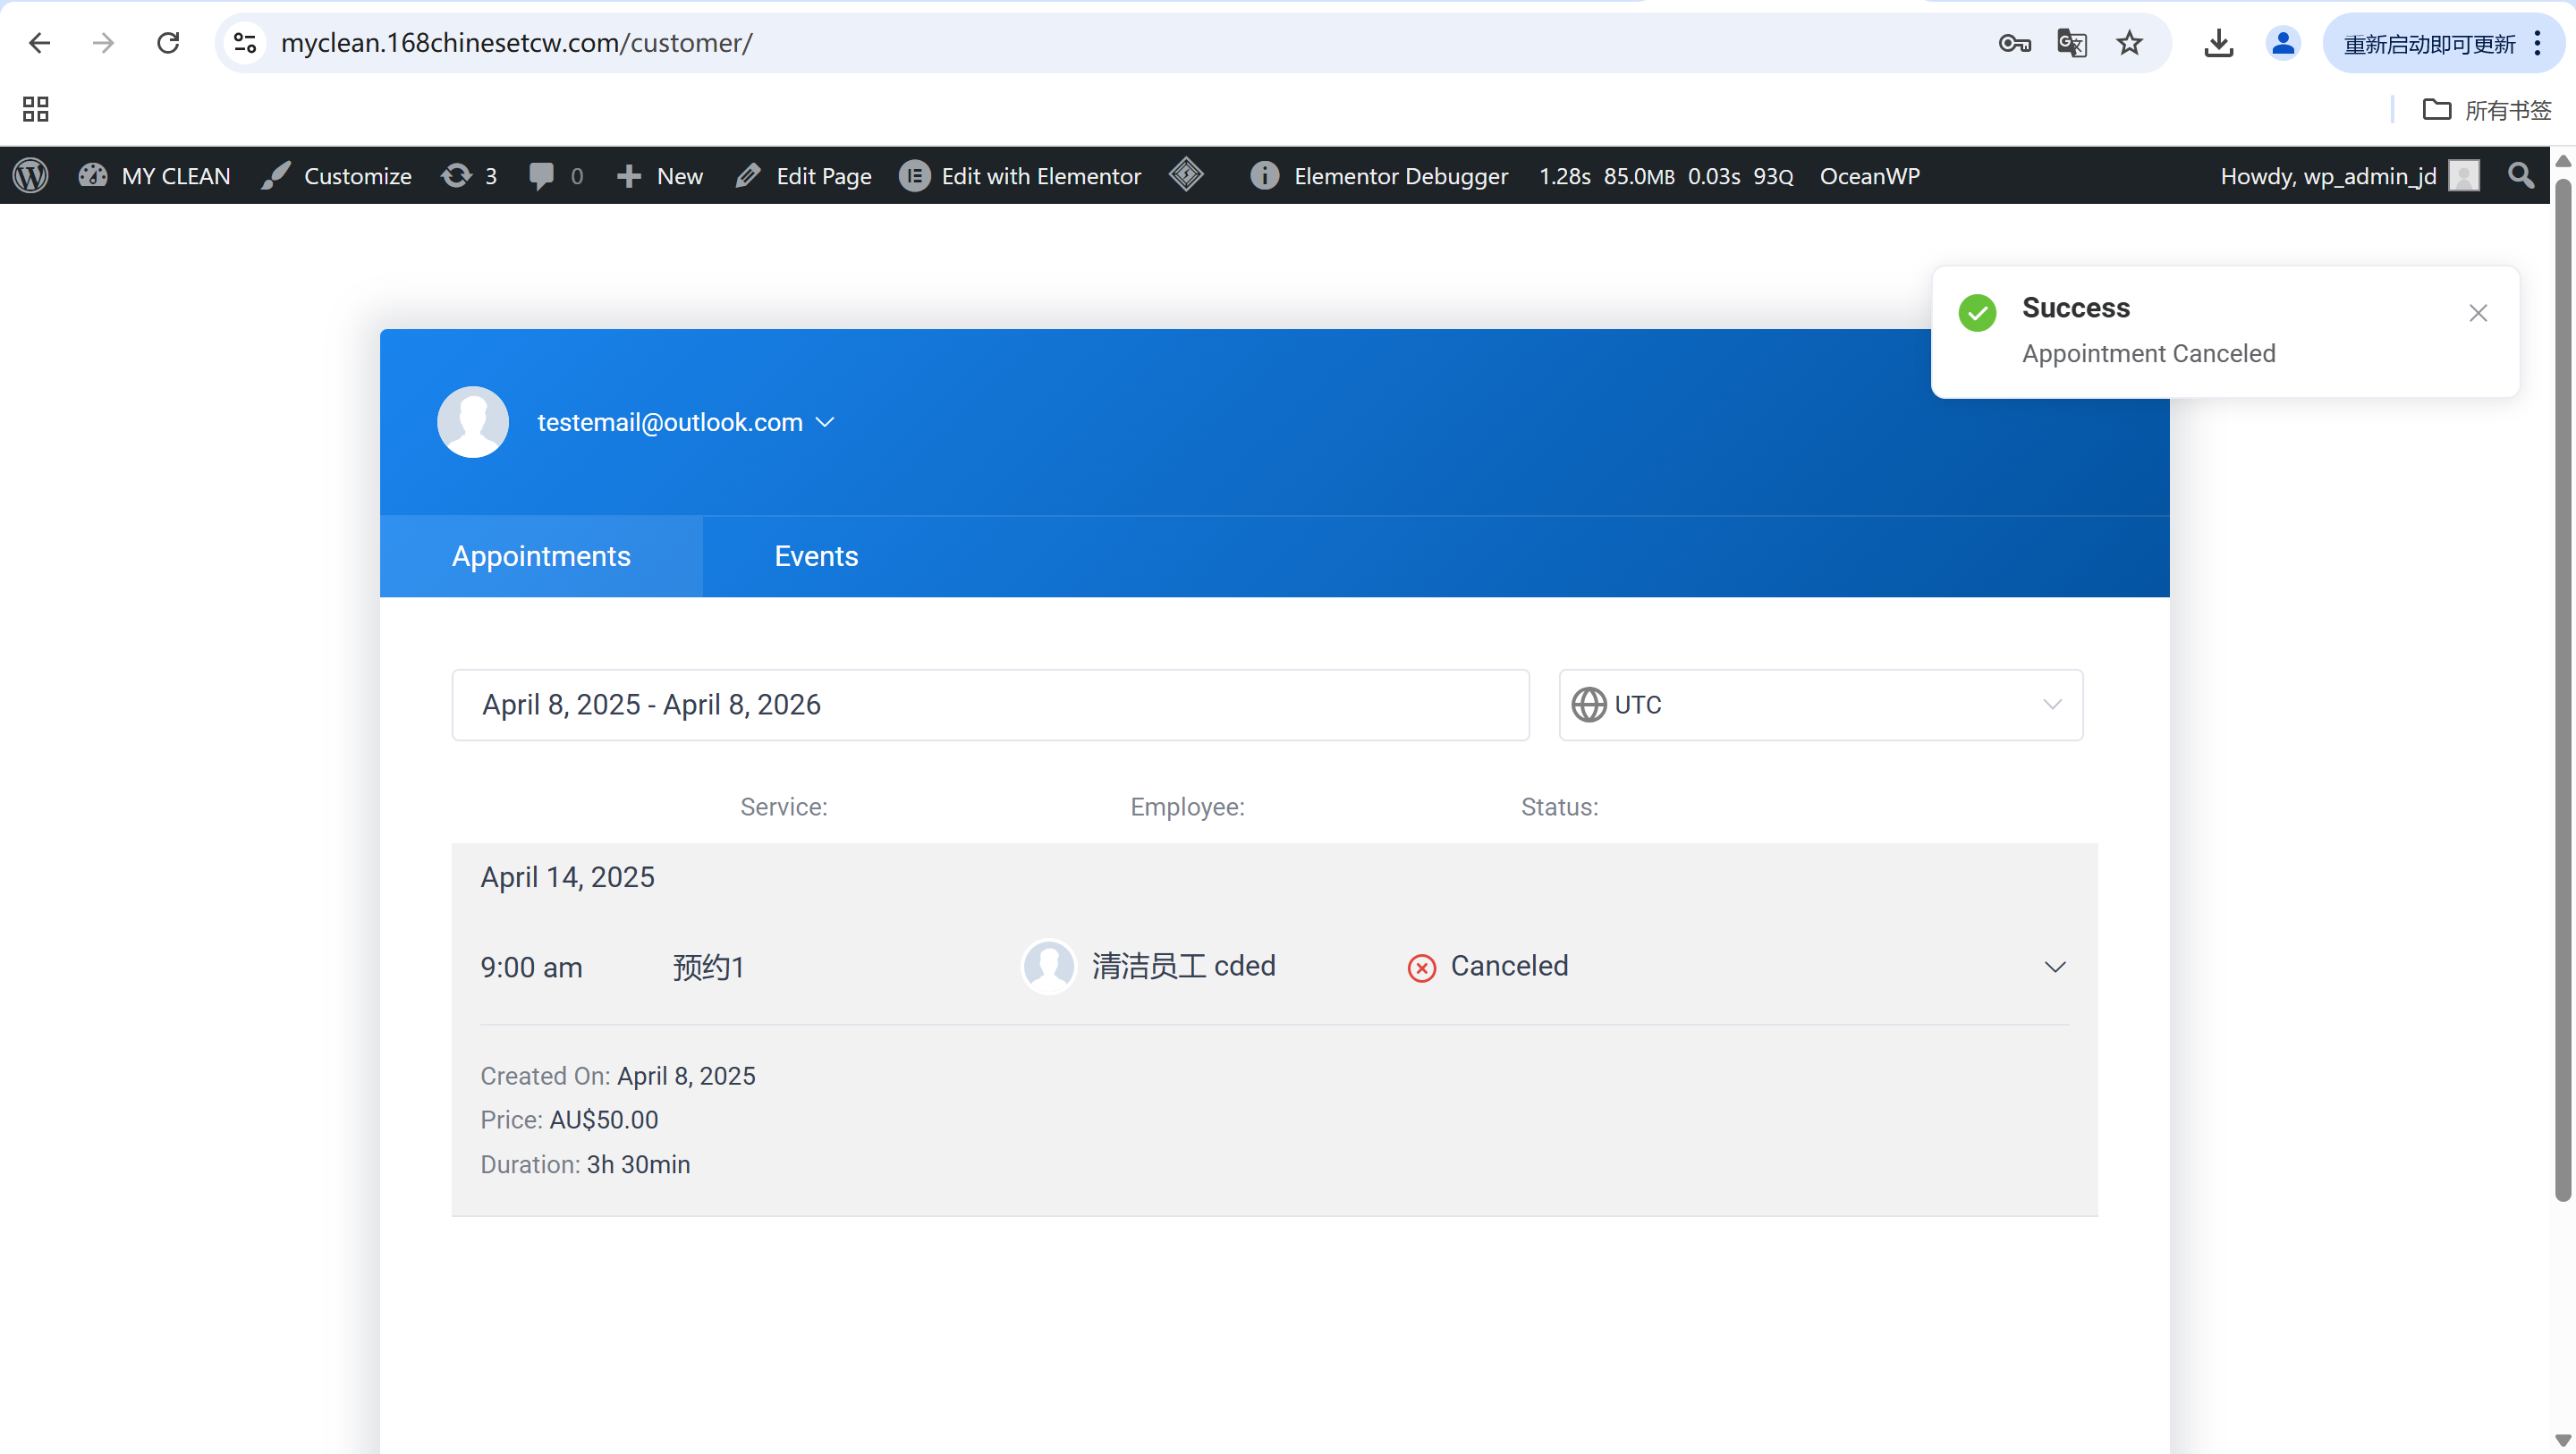 myclean.168chinesetcw.com/customer/
重新启动即可更新
所有书签
MY CLEAN Customize 3 0 New Edit Page Edit with Elementor Elementor Debugger 1.28s 85.0MB 0.03s 93Q OceanWP Howdy, wp_admin_jd
Success
Appointment Canceled
testemail@outlook.com
Appointments Events
April 8, 2025 - April 8, 2026 UTC
Service: Employee: Status:
April 14, 2025
9:00 am 预约1 清洁员工 cded Canceled
Created On: April 8, 2025
Price: AU$50.00
Duration: 3h 30min